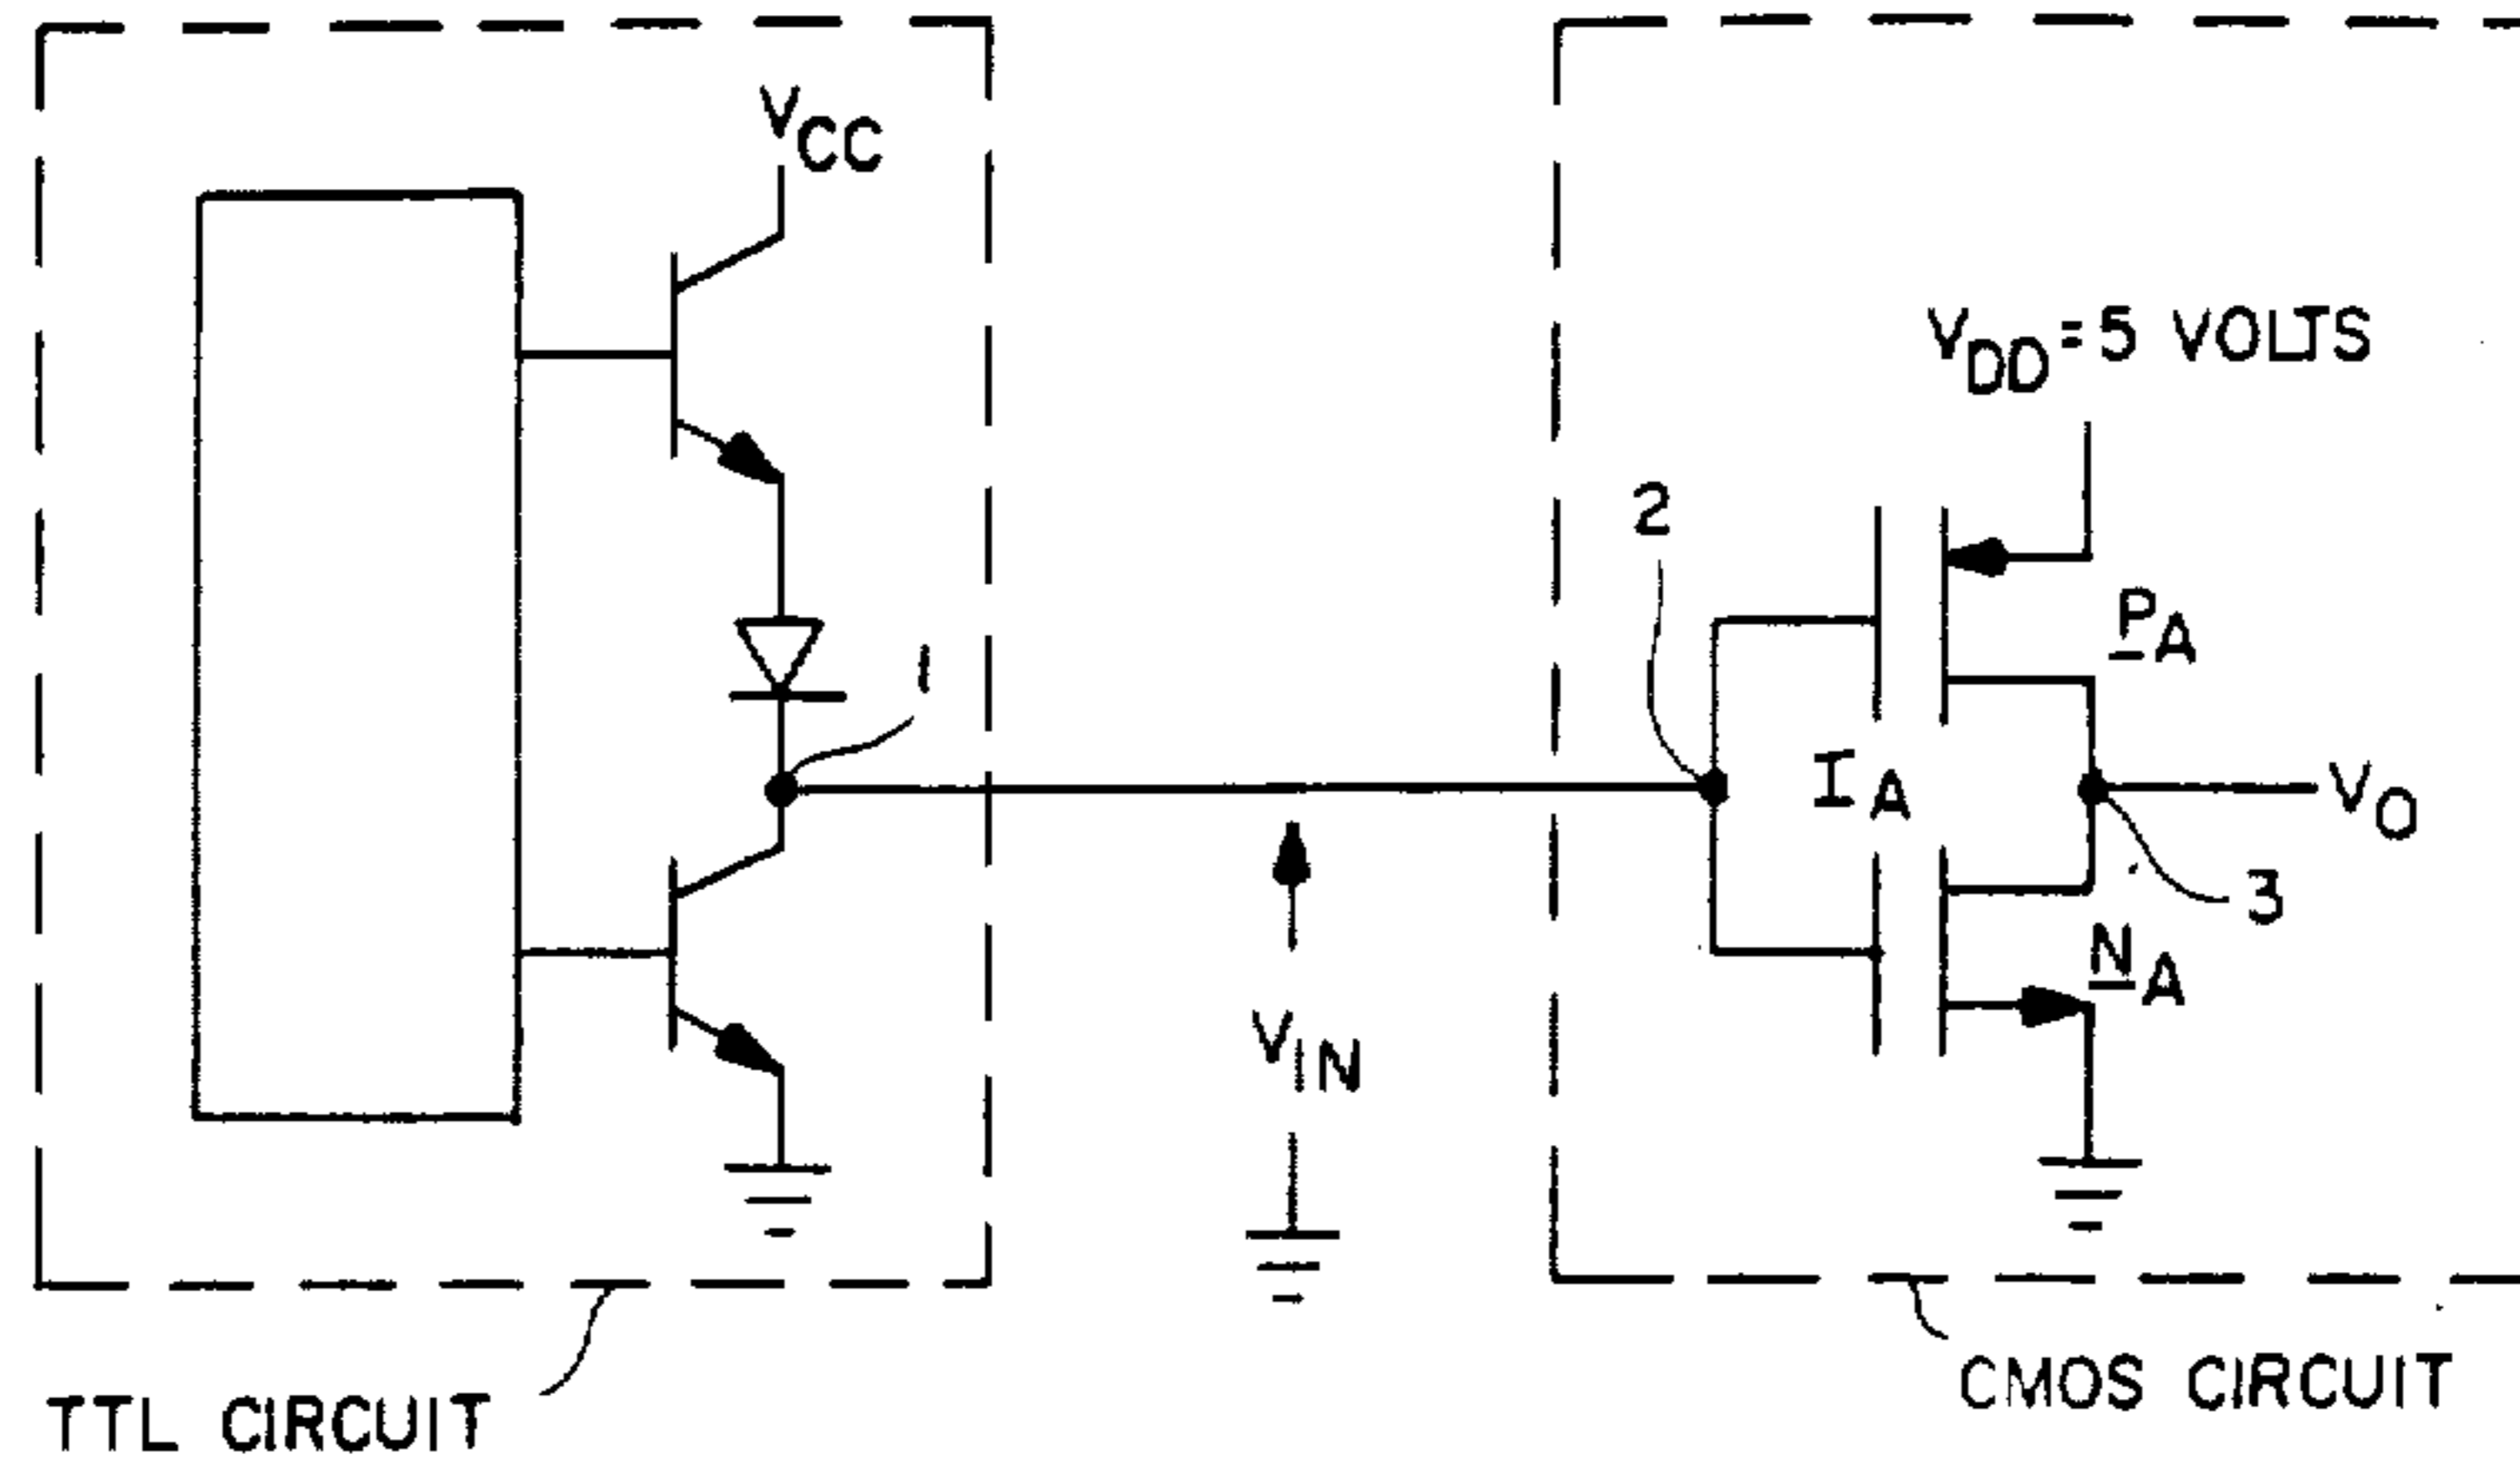 VCC
VDD=5 VOLTS
2
PA
1
IA
VO
3
NA
VIN
TTL CIRCUIT
CMOS CIRCUIT